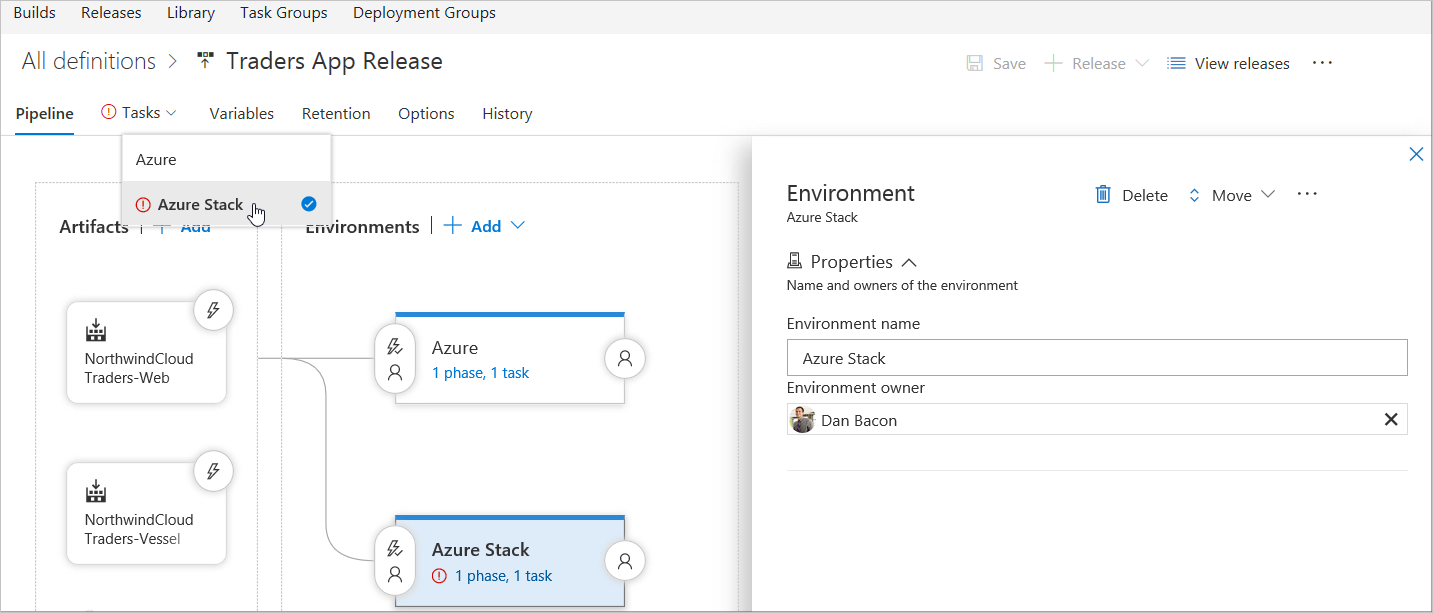 Builds Releases Library Task Groups Deployment Groups
All definitions > Traders App Release
Save Release View releases ...
Pipeline Tasks Variables Retention Options History
Azure
Azure Stack
Artifacts | + Add
Environments | + Add
NorthwindCloud
Traders-Web
Azure
1 phase, 1 task
NorthwindCloud
Traders-Vessel
Azure Stack
1 phase, 1 task
Environment
Azure Stack
Delete Move ...
Properties
Name and owners of the environment
Environment name
Azure Stack
Environment owner
Dan Bacon